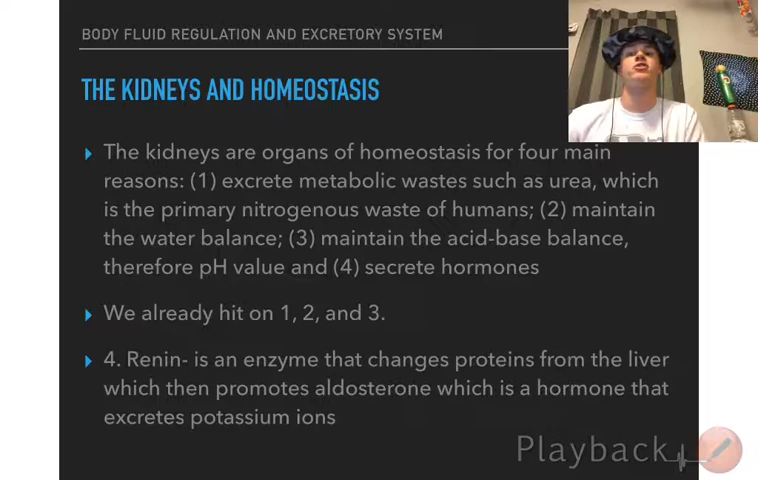 BODY FLUID REGULATION AND EXCRETORY SYSTEM
THE KIDNEYS AND HOMEOSTASIS
The kidneys are organs of homeostasis for four main
reasons: (1) excrete metabolic wastes such as urea, which
is the primary nitrogenous waste of humans; (2) maintain
the water balance; (3) maintain the acid-base balance,
therefore pH value and (4) secrete hormones
We already hit on 1, 2, and 3.
4. Renin- is an enzyme that changes proteins from the liver
which then promotes aldosterone which is a hormone that
excretes potassium ions
Playback